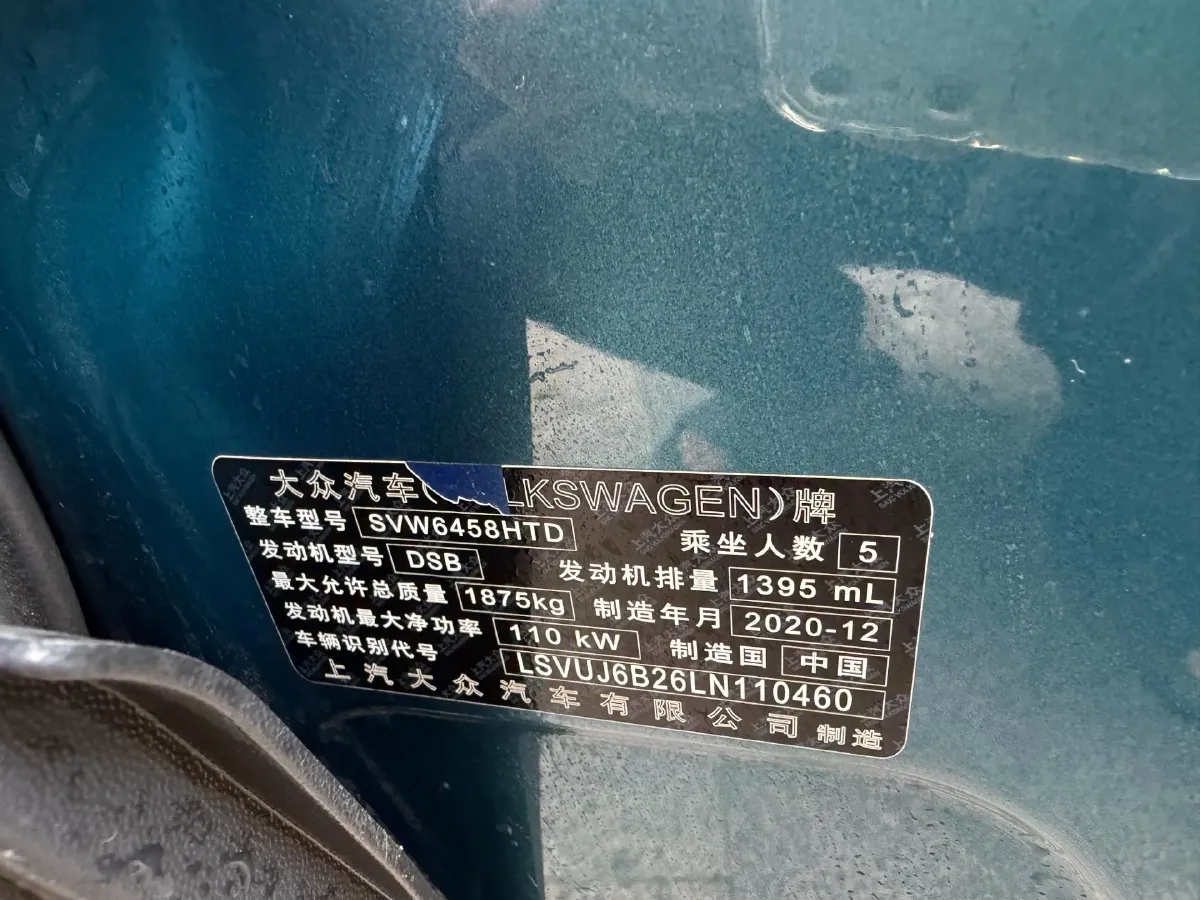 大众汽车(LKSWAGEN)牌
整车型号 SVW6458HTD 乘坐人数 5
发动机型号 DSB 发动机排量 1395 mL
最大允许总质量 1875kg 制造年月 2020-12
发动机最大净功率 110 kW 制造国 中国
车辆识别代号 LSVUJ6B26LN110460
上汽大众汽车有限公司 制造